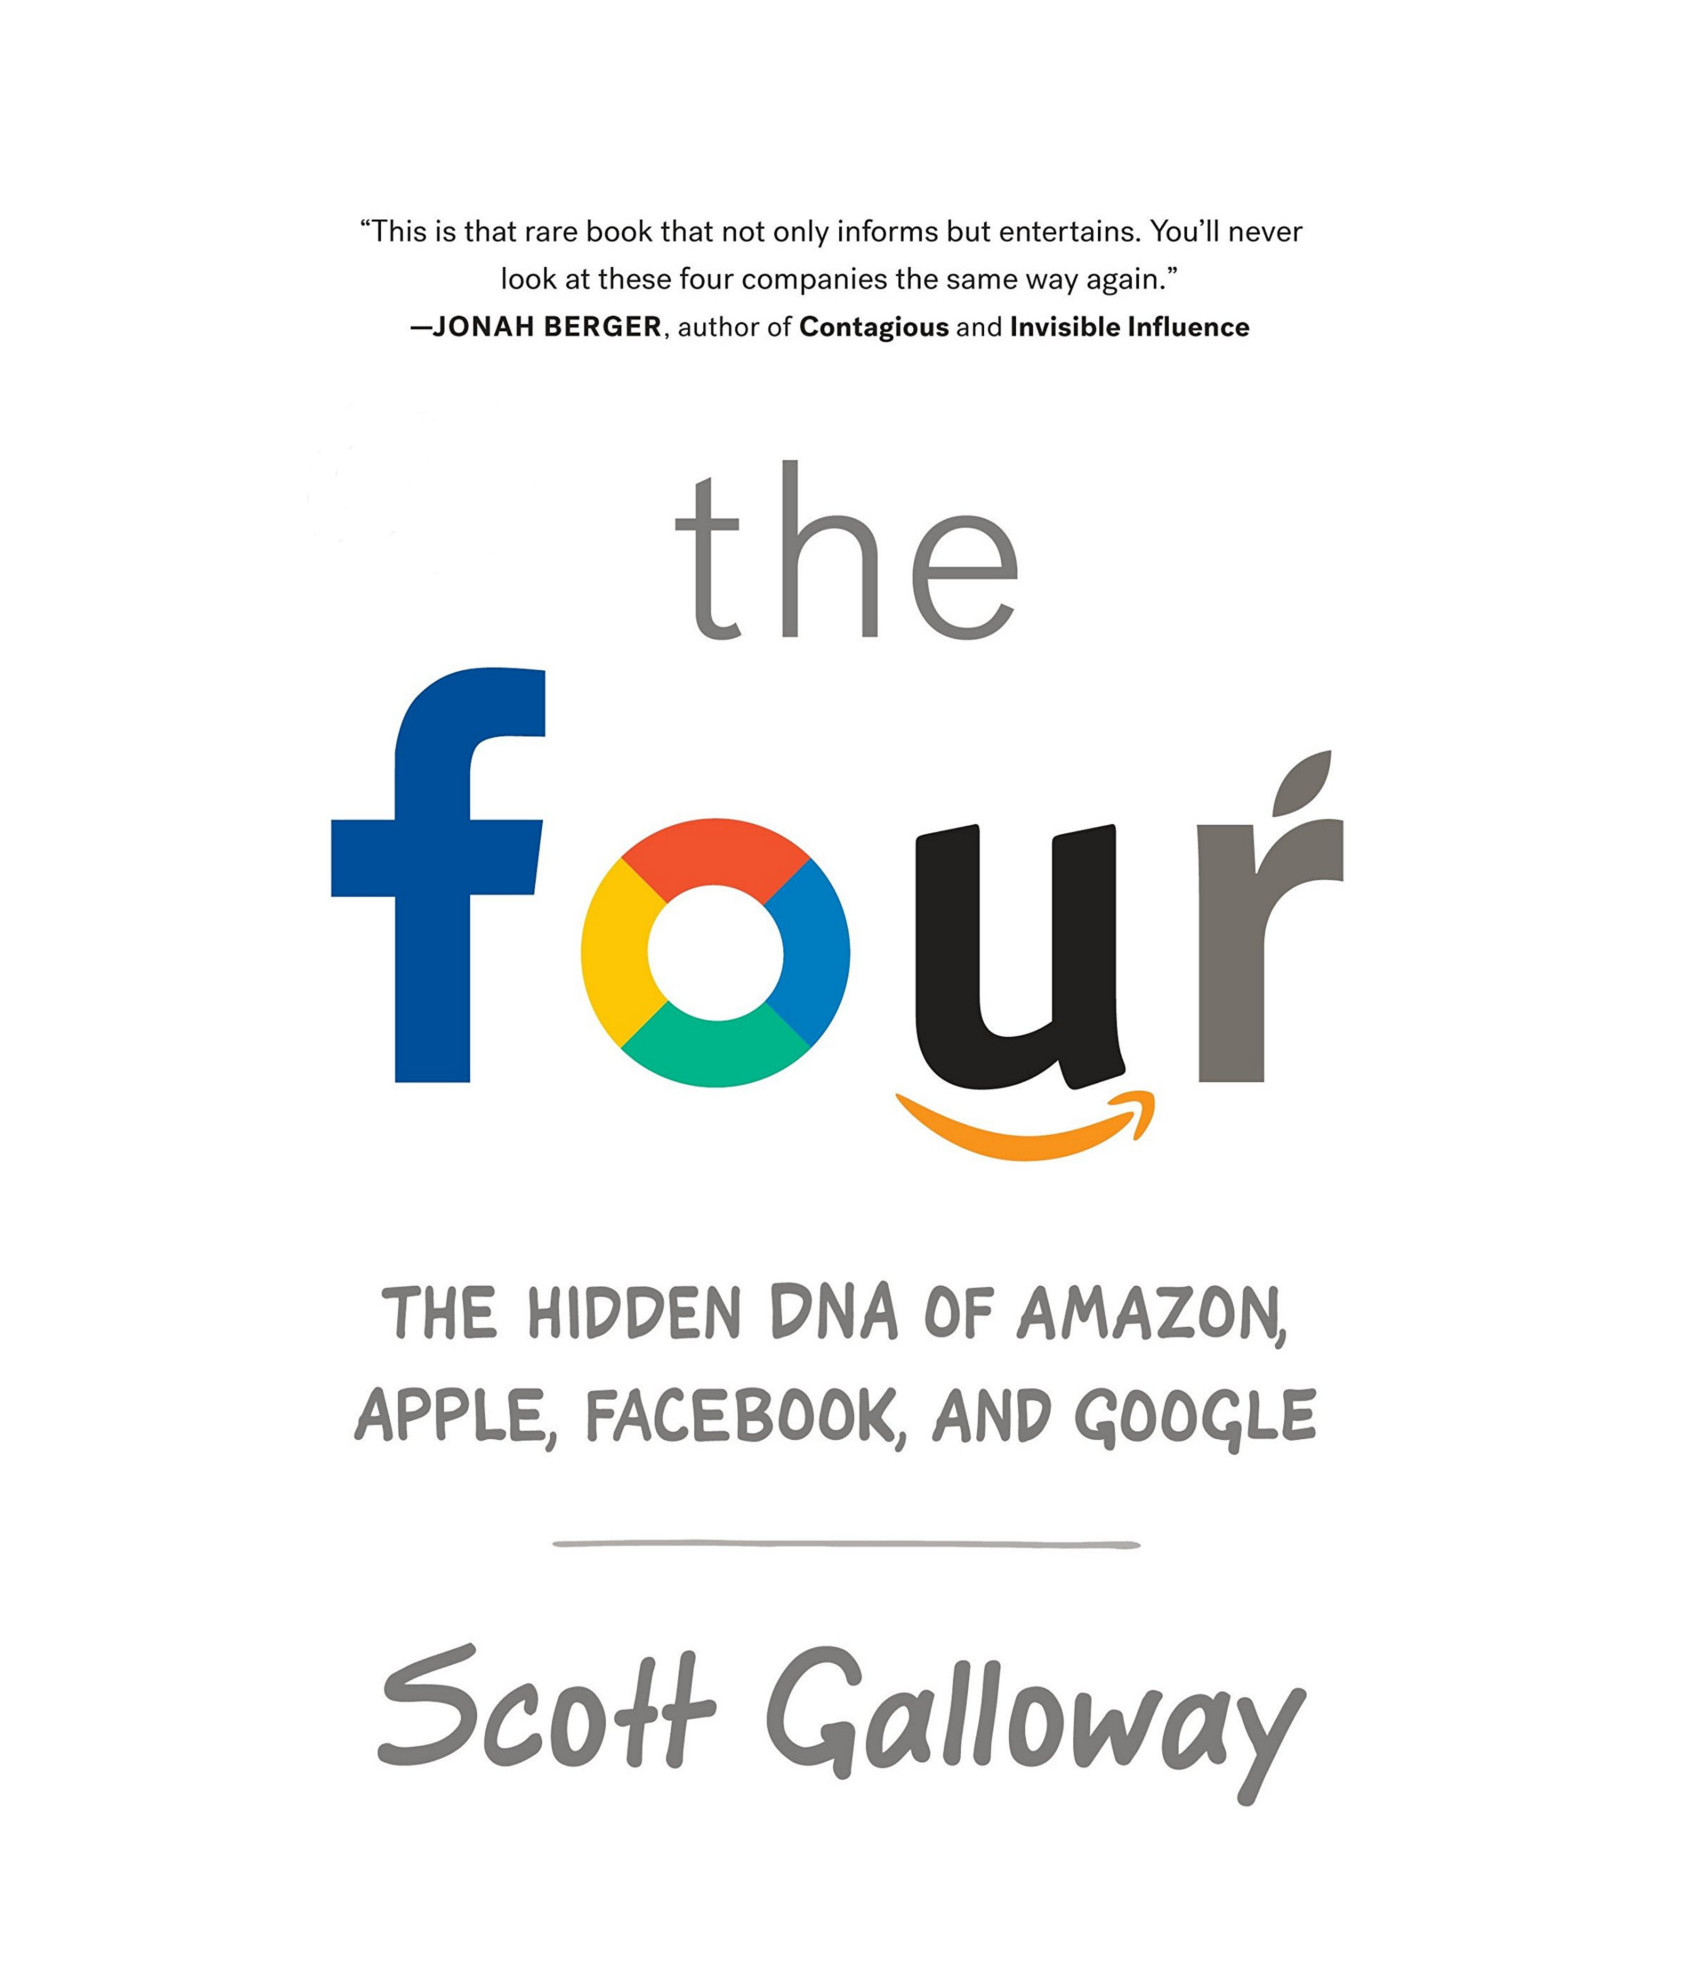 “This is that rare book that not only informs but entertains. You’ll never
look at these four companies the same way again.”
—JONAH BERGER, author of Contagious and Invisible Influence
the
four
THE HIDDEN DNA OF AMAZON,
APPLE, FACEBOOK, AND GOOGLE
Scott Galloway